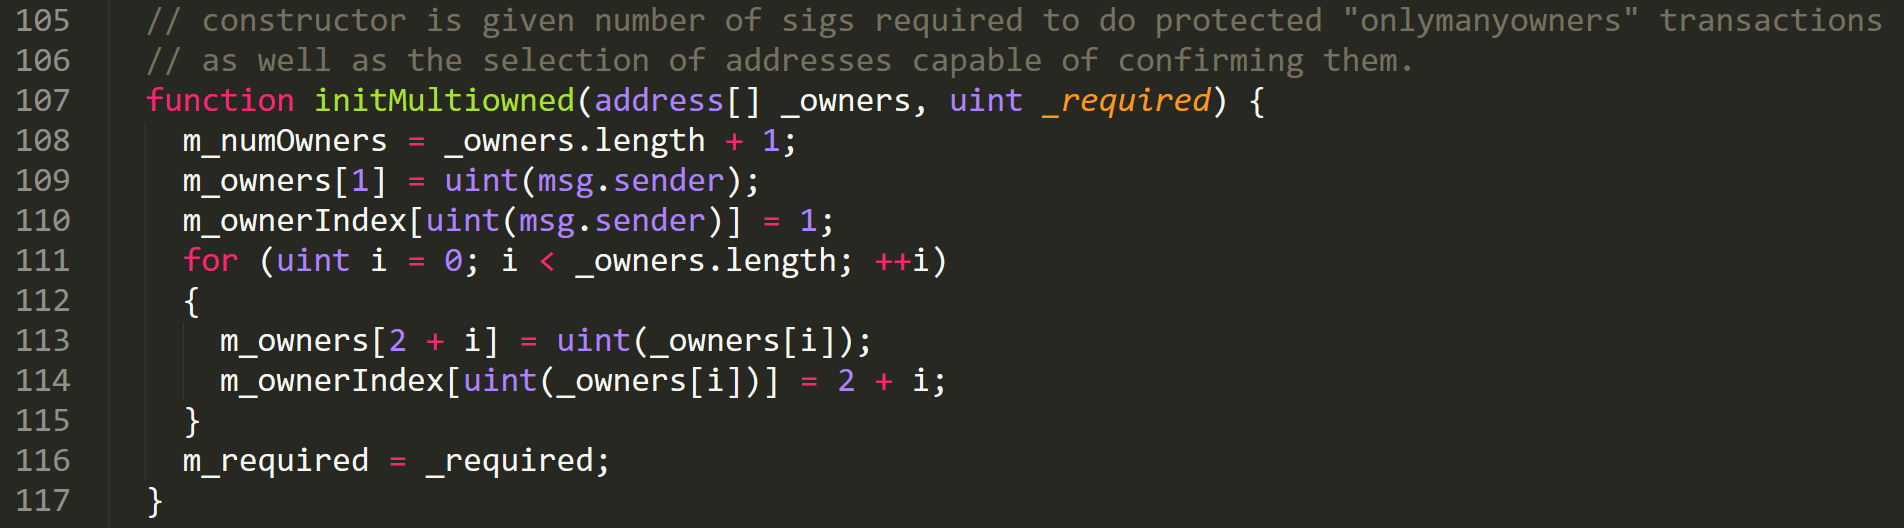 105 // constructor is given number of sigs required to do protected "onlymanyowners" transactions
106 // as well as the selection of addresses capable of confirming them.
107 function initMultiowned(address[] _owners, uint _required) {
108 m_numOwners = _owners.length + 1;
109 m_owners[1] = uint(msg.sender);
110 m_ownerIndex[uint(msg.sender)] = 1;
111 for (uint i = 0; i < _owners.length; ++i)
112 {
113 m_owners[2 + i] = uint(_owners[i]);
114 m_ownerIndex[uint(_owners[i])] = 2 + i;
115 }
116 m_required = _required;
117 }